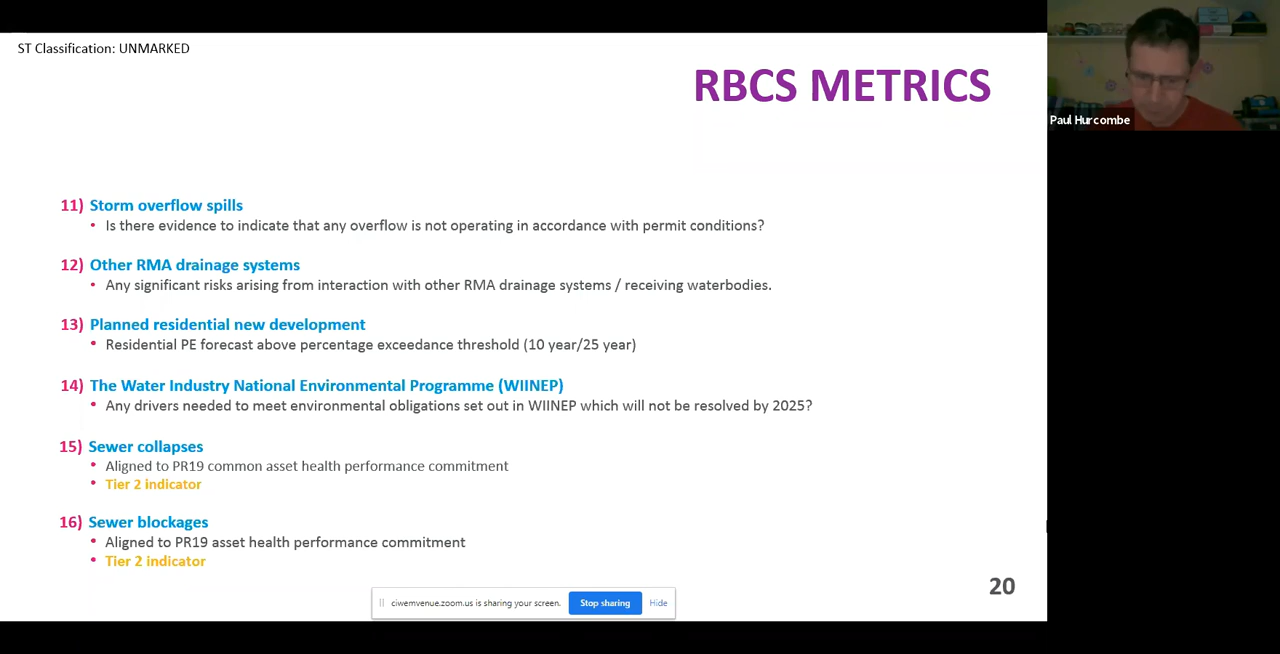 ST Classification: UNMARKED
RBCS METRICS
Paul Hurcombe
11) Storm overflow spills
• Is there evidence to indicate that any overflow is not operating in accordance with permit conditions?
12) Other RMA drainage systems
• Any significant risks arising from interaction with other RMA drainage systems / receiving waterbodies.
13) Planned residential new development
• Residential PE forecast above percentage exceedance threshold (10 year/25 year)
14) The Water Industry National Environmental Programme (WIINEP)
• Any drivers needed to meet environmental obligations set out in WIINEP which will not be resolved by 2025?
15) Sewer collapses
• Aligned to PR19 common asset health performance commitment
• Tier 2 indicator
16) Sewer blockages
• Aligned to PR19 asset health performance commitment
• Tier 2 indicator
20
ciwemvenue.zoom.us is sharing your screen. Stop sharing Hide